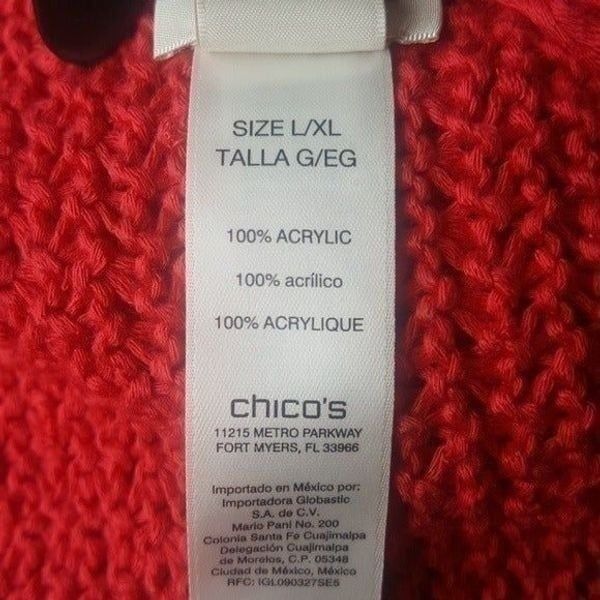 SIZE L/XL
TALLA G/EG
100% ACRYLIC
100% acrílico
100% ACRYLIQUE
chico's
11215 METRO PARKWAY
FORT MYERS, FL 33966
Importado en México por:
Importadora Globastic
S.A. de C.V.
Mario Pani No. 200
Colonia Santa Fe Cuajimalpa
Delegación Cuajimalpa
de Morelos, C.P. 05348
Ciudad de México, México
RFC: IGL090327SE5